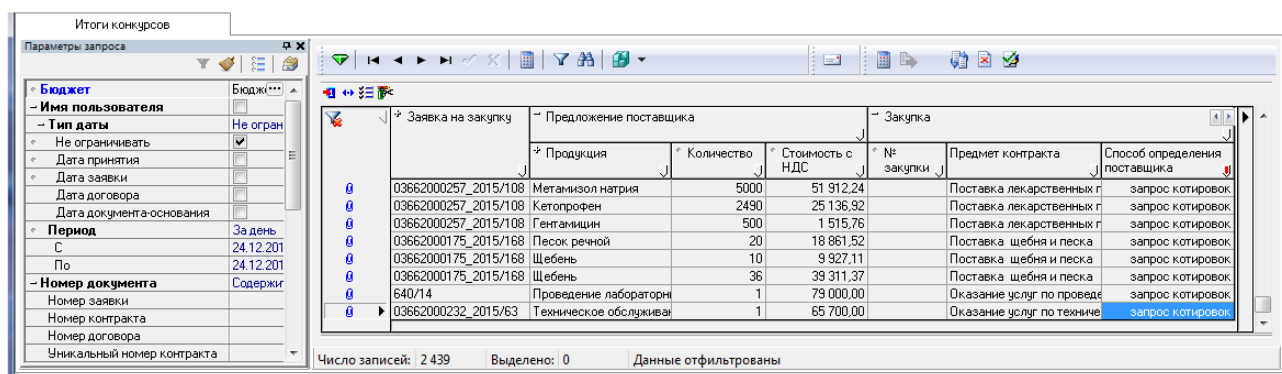 Итоги конкурсов
Параметры запроса
Бюджет Бюдж
Имя пользователя
Тип даты Не огран
Не ограничивать
Дата принятия
Дата заявки
Дата договора
Дата документа-основания
Период За день
С 24.12.201
По 24.12.201
Номер документа Содержит
Номер заявки
Номер контракта
Номер договора
Уникальный номер контракта
Заявка на закупку Предложение поставщика Закупка
Продукция Количество Стоимость с НДС № закупки Предмет контракта Способ определения поставщика
03662000257_2015/108 Метамизол натрия 5000 51 912,24 Поставка лекарственных п запрос котировок
03662000257_2015/108 Кетопрофен 2490 25 136,92 Поставка лекарственных п запрос котировок
03662000257_2015/108 Гентамицин 500 1 515,76 Поставка лекарственных п запрос котировок
03662000175_2015/168 Песок речной 20 18 861,52 Поставка щебня и песка запрос котировок
03662000175_2015/168 Щебень 10 9 927,11 Поставка щебня и песка запрос котировок
03662000175_2015/168 Щебень 36 39 311,37 Поставка щебня и песка запрос котировок
640/14 Проведение лабораторн 1 79 000,00 Оказание услуг по проведе запрос котировок
03662000232_2015/63 Техническое обслуживан 1 65 700,00 Оказание услуг по техниче запрос котировок
Число записей: 2 439 Выделено: 0 Данные отфильтрованы